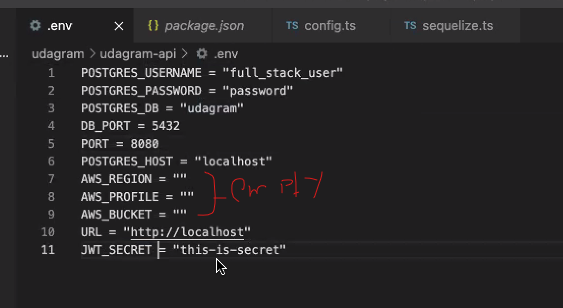 .env
package.json
TS config.ts
TS sequelize.ts
... udagram > udagram-api > .env
1 POSTGRES_USERNAME = "full_stack_user"
2 POSTGRES_PASSWORD = "password"
3 POSTGRES_DB = "udagram"
4 DB_PORT = 5432
5 PORT = 8080
6 POSTGRES_HOST = "localhost"
7 AWS_REGION = ""
8 AWS_PROFILE = ""
empty
9 AWS_BUCKET = ""
10 URL = "http://localhost"
11 JWT_SECRET = "this-is-secret"